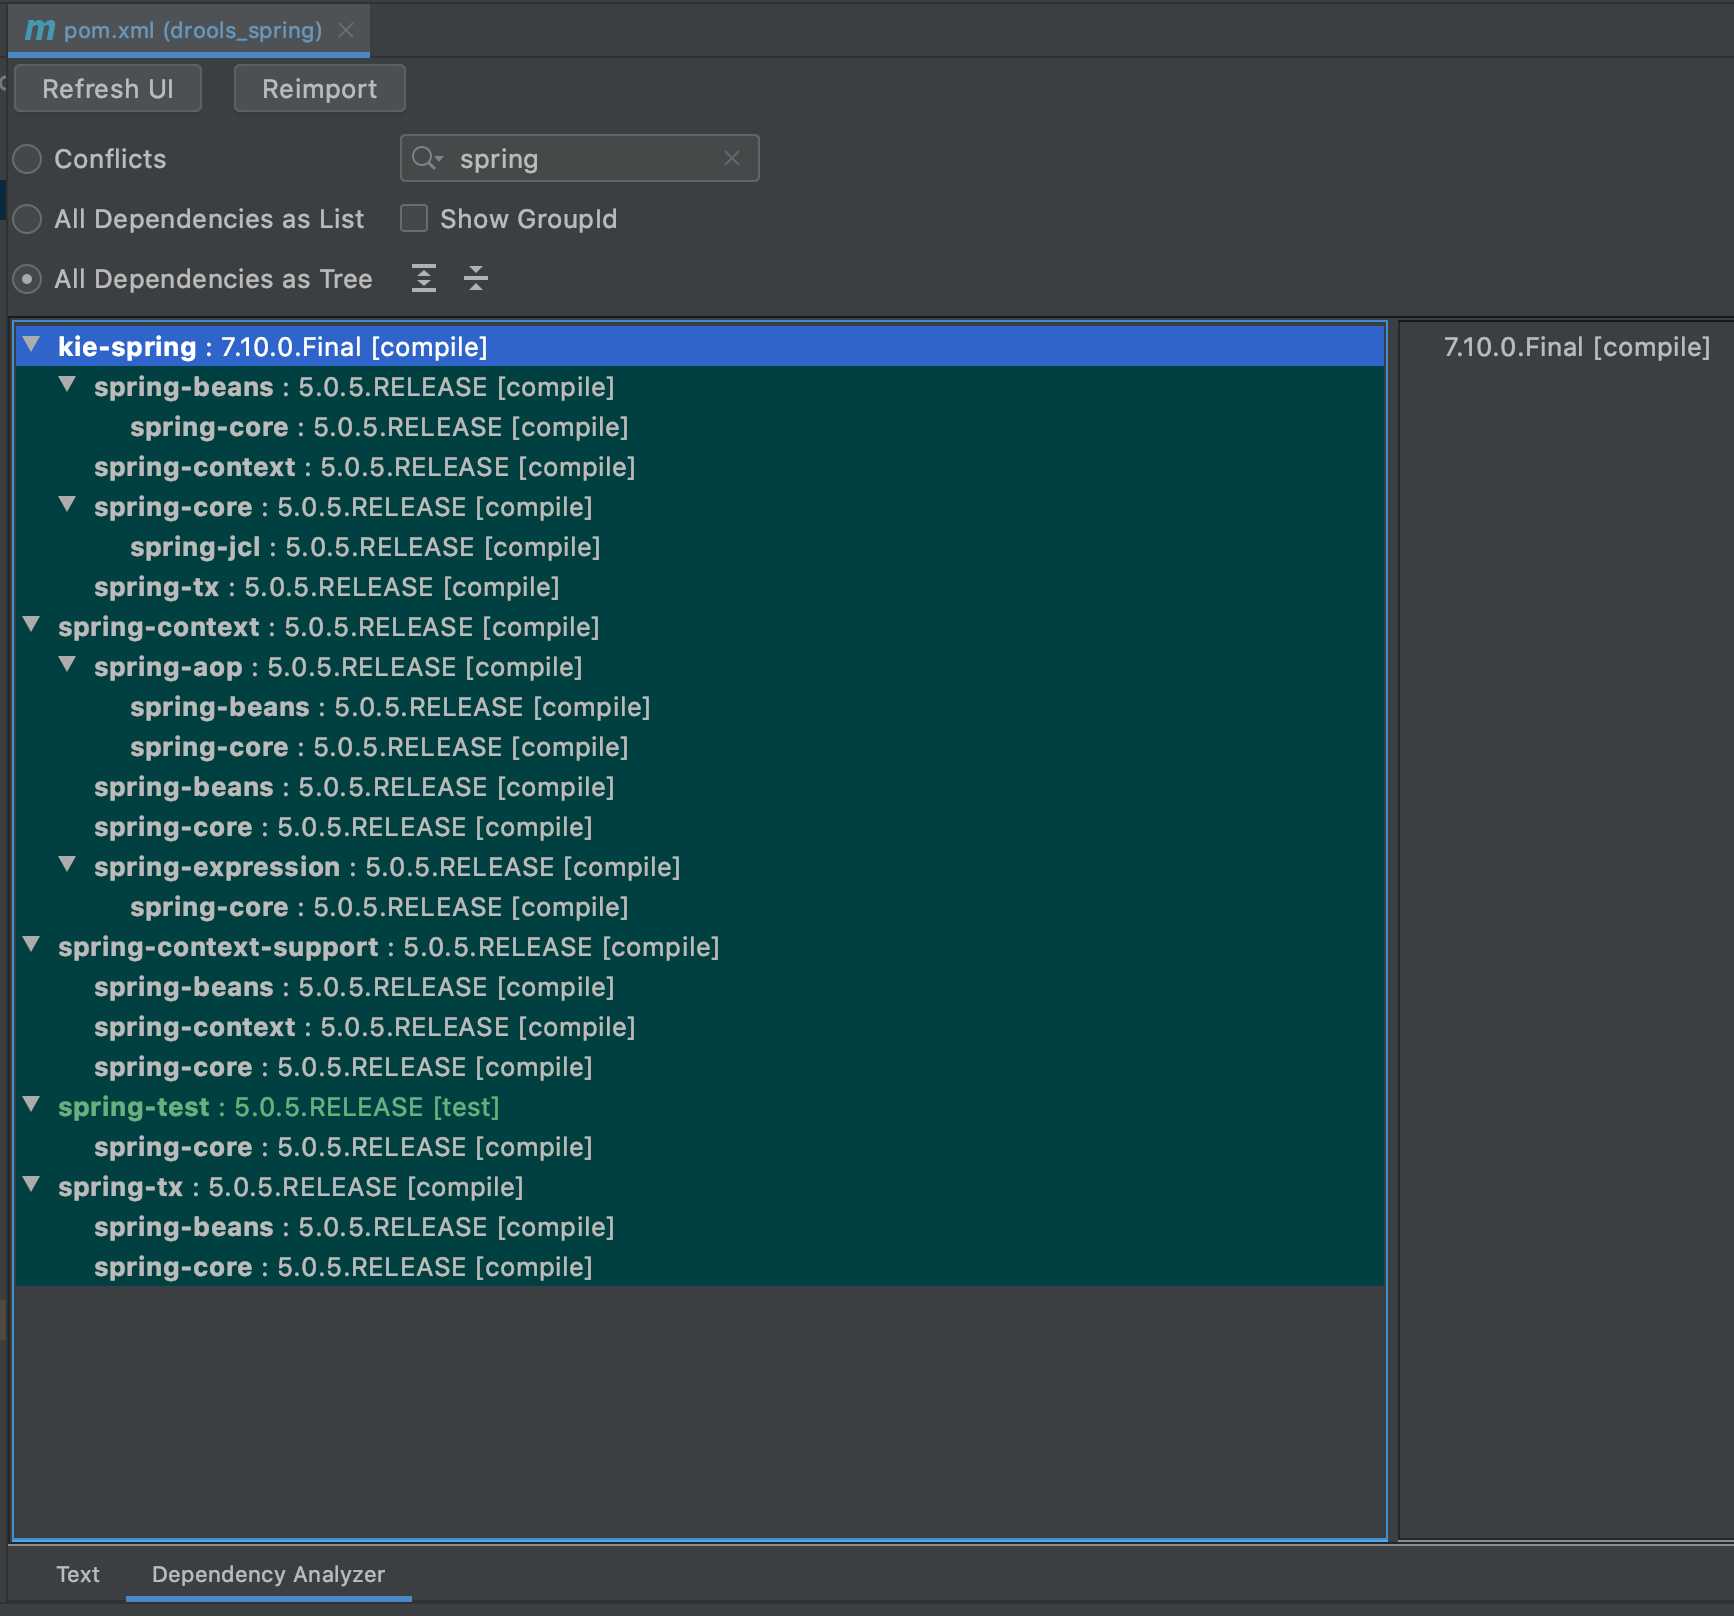 m pom.xml (drools_spring)
Refresh UI Reimport
Conflicts spring
All Dependencies as List Show GroupId
All Dependencies as Tree
kie-spring : 7.10.0.Final [compile] 7.10.0.Final [compile]
spring-beans : 5.0.5.RELEASE [compile]
spring-core : 5.0.5.RELEASE [compile]
spring-context : 5.0.5.RELEASE [compile]
spring-core : 5.0.5.RELEASE [compile]
spring-jcl : 5.0.5.RELEASE [compile]
spring-tx : 5.0.5.RELEASE [compile]
spring-context : 5.0.5.RELEASE [compile]
spring-aop : 5.0.5.RELEASE [compile]
spring-beans : 5.0.5.RELEASE [compile]
spring-core : 5.0.5.RELEASE [compile]
spring-beans : 5.0.5.RELEASE [compile]
spring-core : 5.0.5.RELEASE [compile]
spring-expression : 5.0.5.RELEASE [compile]
spring-core : 5.0.5.RELEASE [compile]
spring-context-support : 5.0.5.RELEASE [compile]
spring-beans : 5.0.5.RELEASE [compile]
spring-context : 5.0.5.RELEASE [compile]
spring-core : 5.0.5.RELEASE [compile]
spring-test : 5.0.5.RELEASE [test]
spring-core : 5.0.5.RELEASE [compile]
spring-tx : 5.0.5.RELEASE [compile]
spring-beans : 5.0.5.RELEASE [compile]
spring-core : 5.0.5.RELEASE [compile]
Text Dependency Analyzer